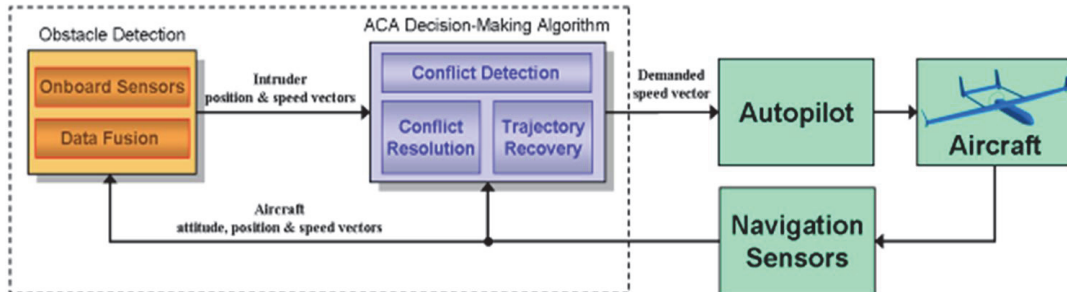 Obstacle Detection
Onboard Sensors
Data Fusion
Intruder
position & speed vectors
ACA Decision-Making Algorithm
Conflict Detection
Conflict
Resolution
Trajectory
Recovery
Demanded
speed vector
Autopilot
Aircraft
Navigation
Sensors
Aircraft
attitude, position & speed vectors